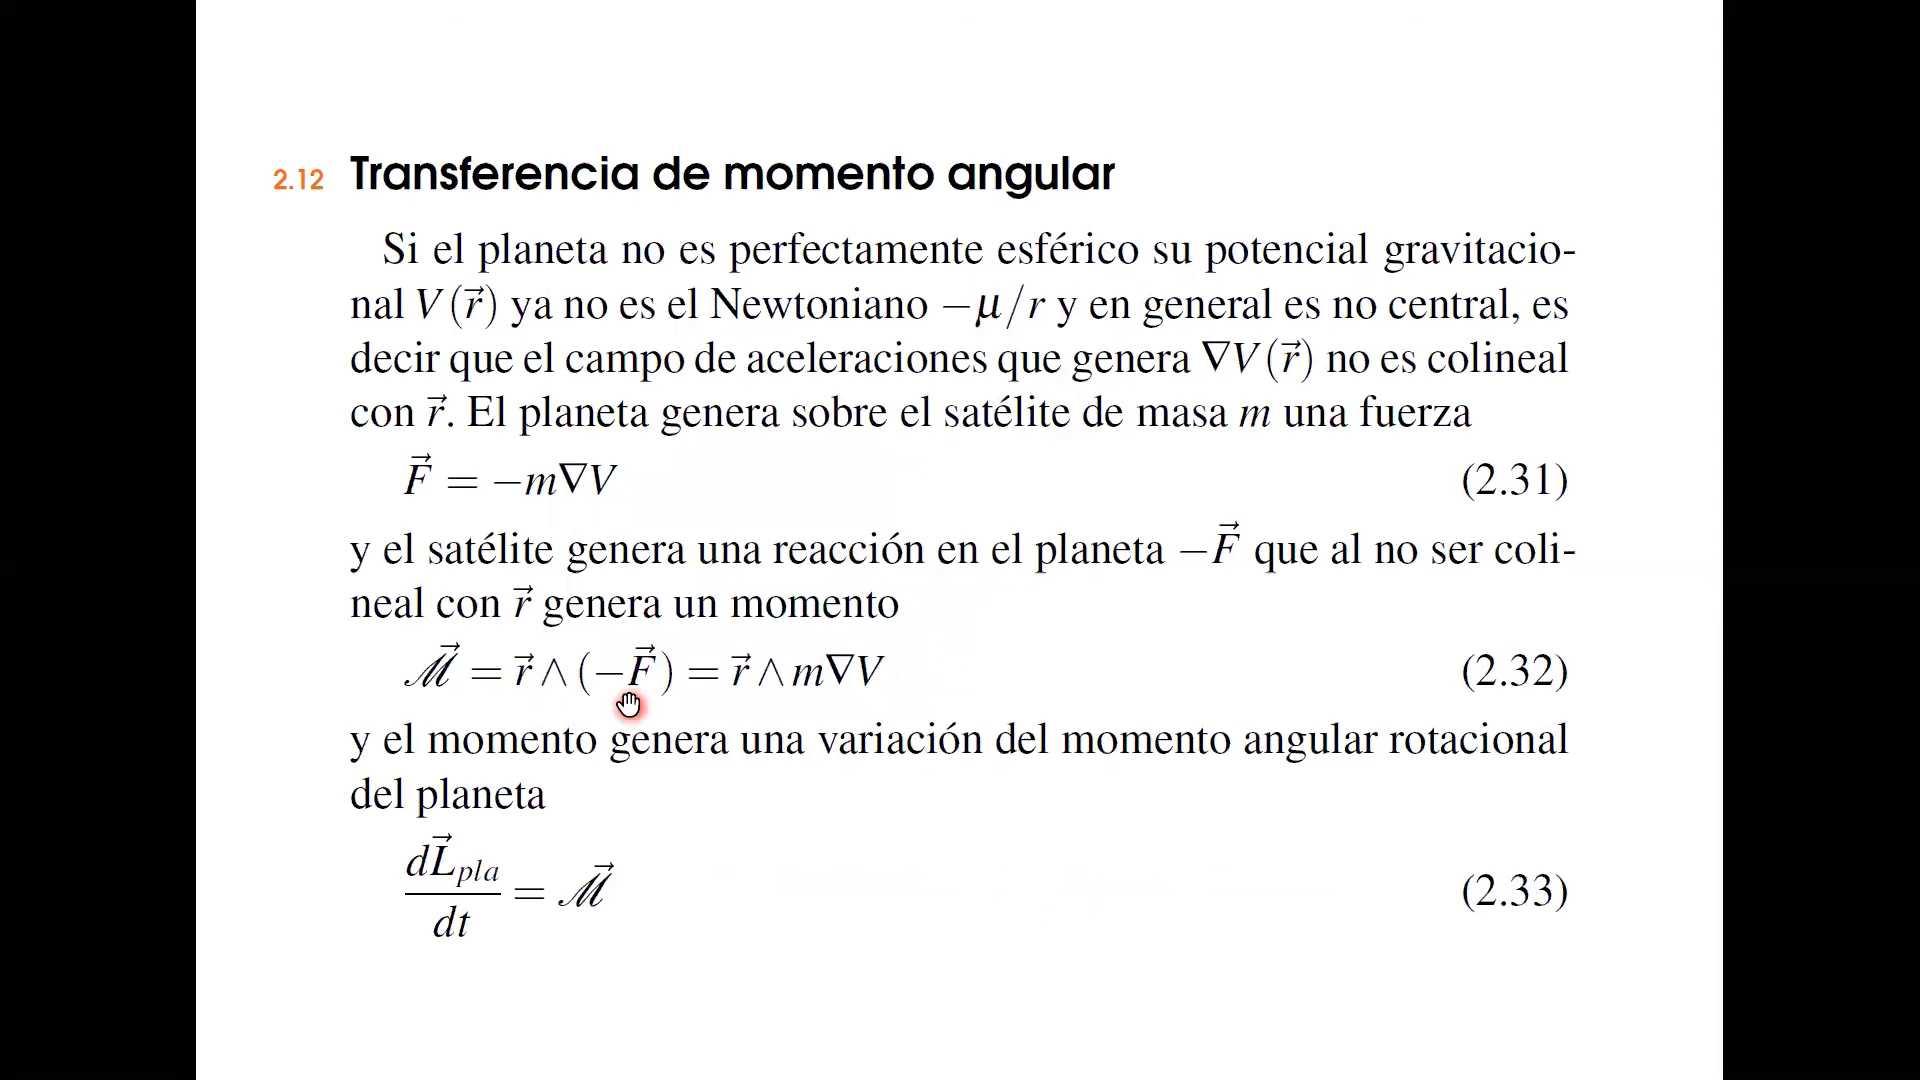 2.12 Transferencia de momento angular
Si el planeta no es perfectamente esférico su potencial gravitacio-
nal V(r⃗) ya no es el Newtoniano −μ/r y en general es no central, es
decir que el campo de aceleraciones que genera ∇V(r⃗) no es colineal
con r⃗. El planeta genera sobre el satélite de masa m una fuerza
F⃗ = −m∇V (2.31)
y el satélite genera una reacción en el planeta −F⃗ que al no ser coli-
neal con r⃗ genera un momento
ℳ⃗ = r⃗ ∧ (−F⃗) = r⃗ ∧ m∇V (2.32)
y el momento genera una variación del momento angular rotacional
del planeta
dL⃗_pla/dt = ℳ⃗ (2.33)